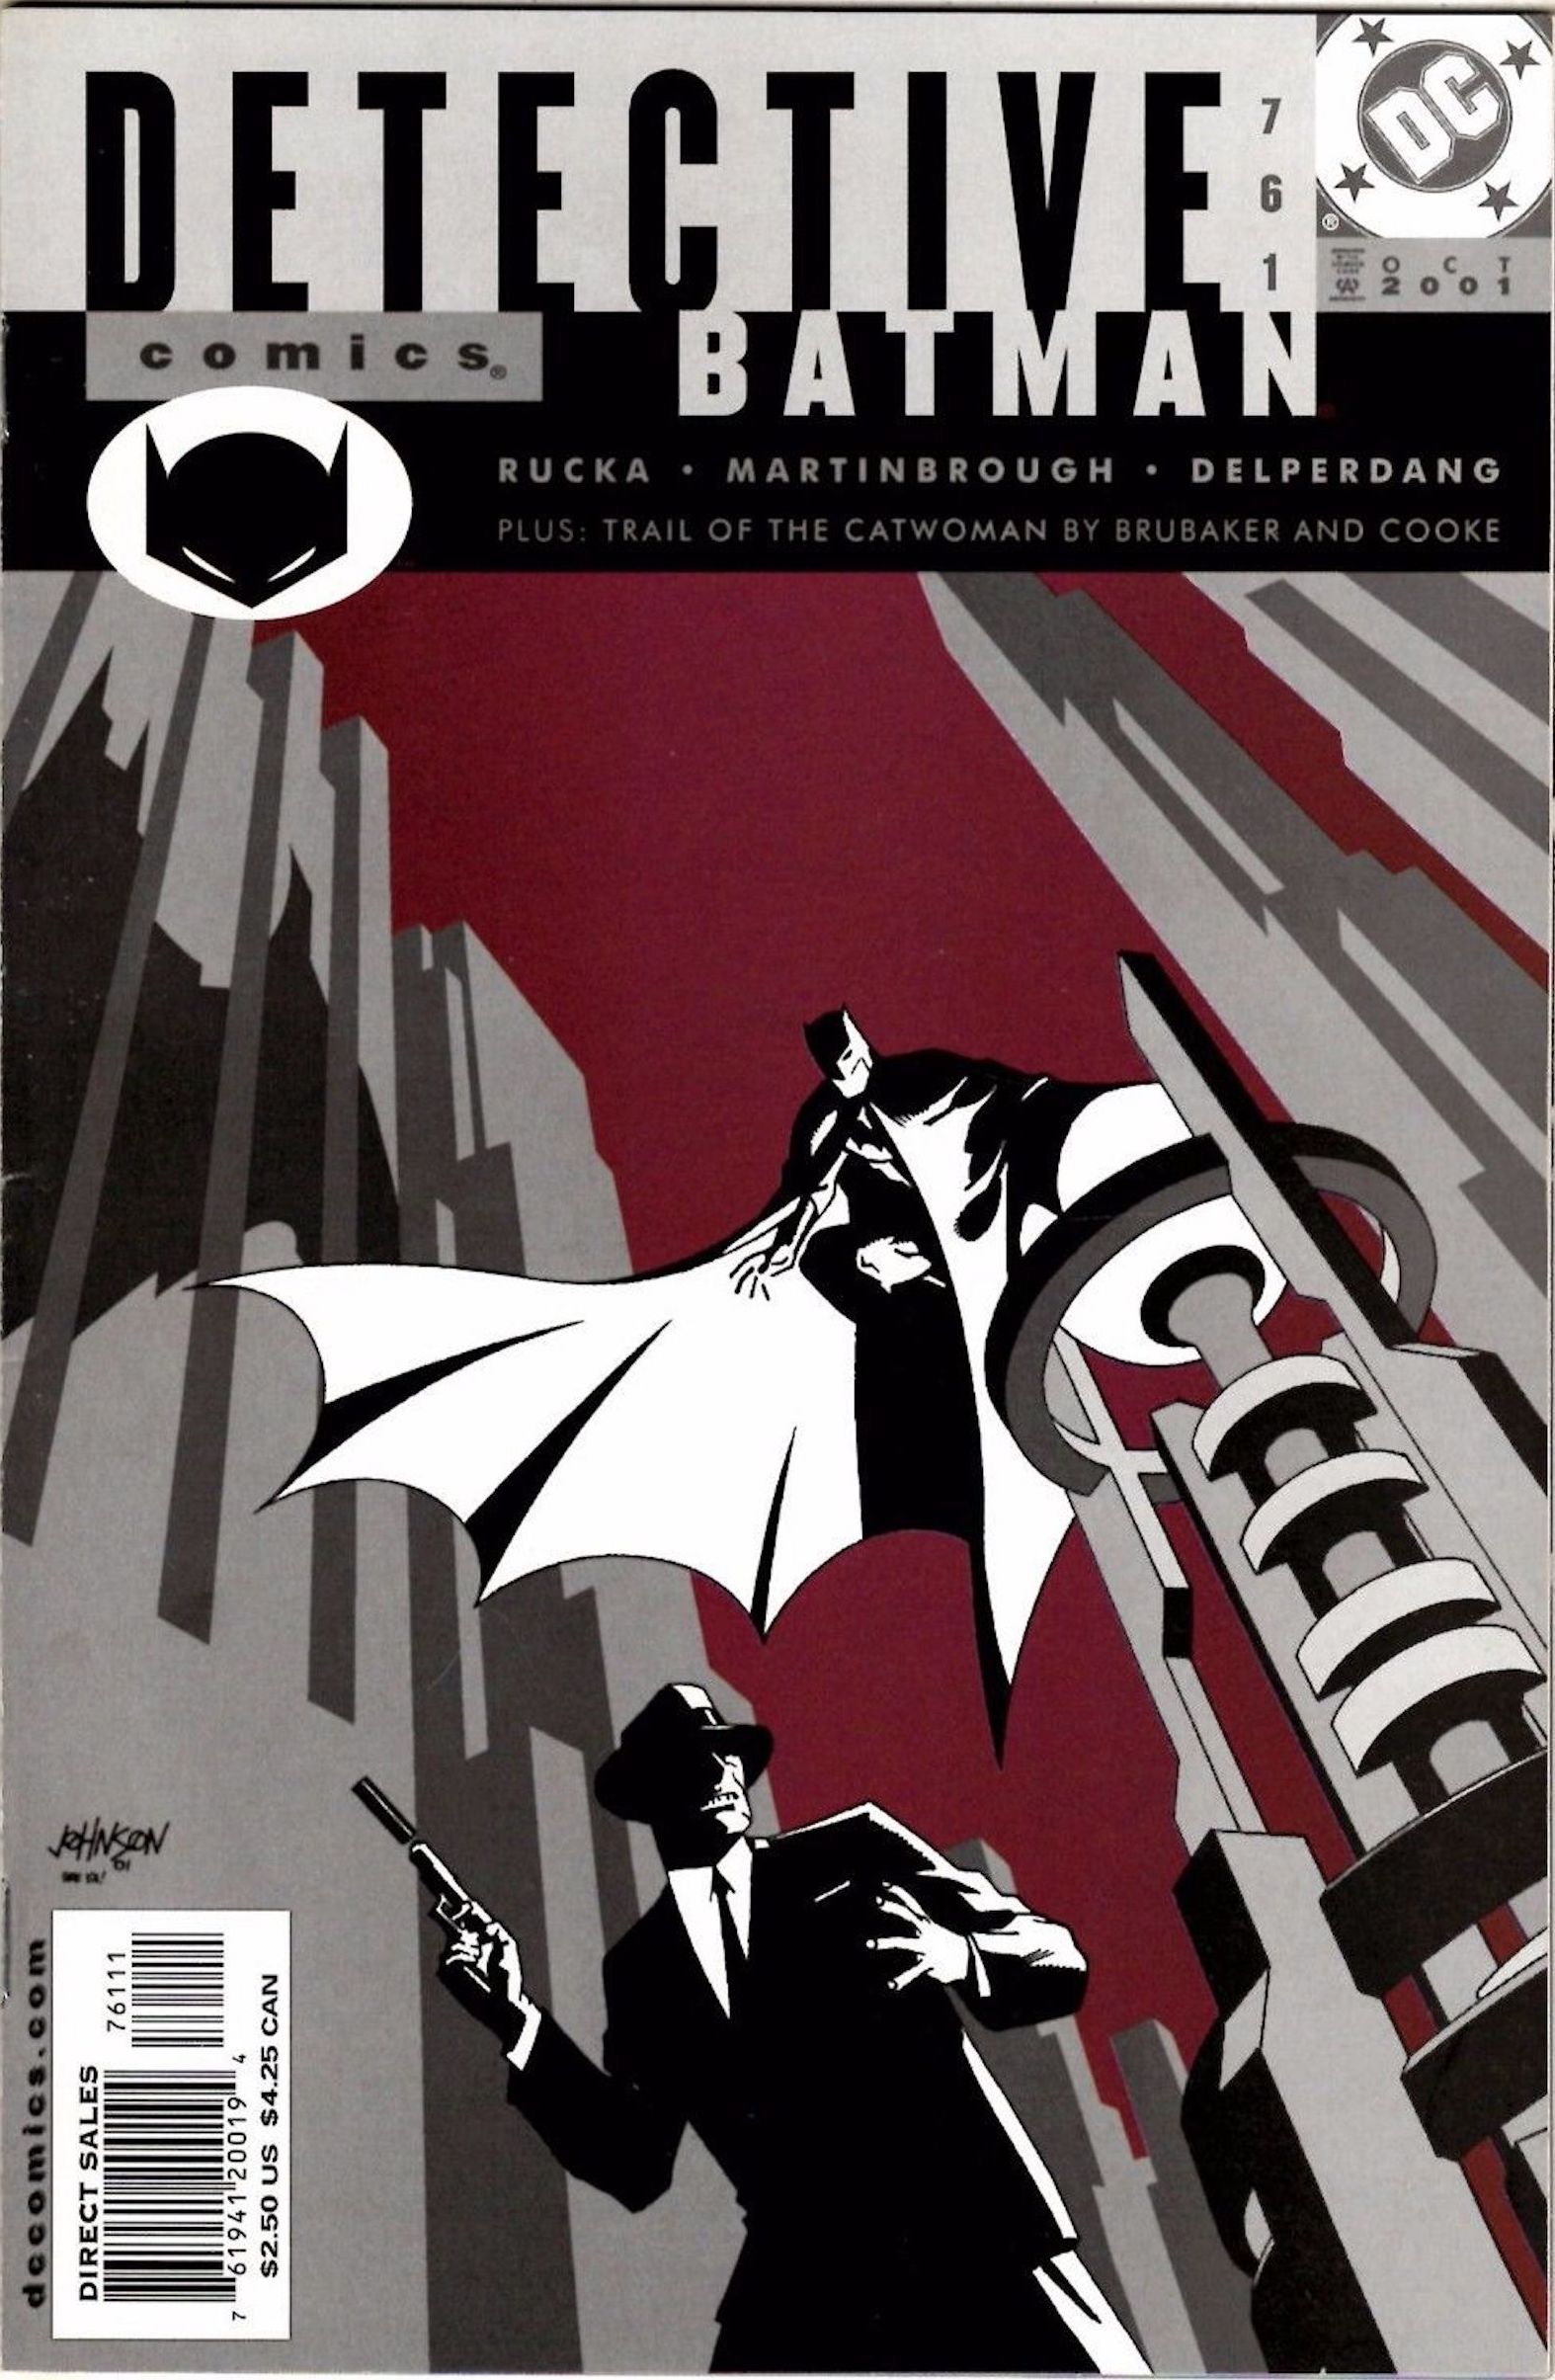 DETECTIVE
761
DC
®
OCT
2001
comics®
BATMAN
RUCKA • MARTINBROUGH • DELPERDANG
PLUS: TRAIL OF THE CATWOMAN BY BRUBAKER AND COOKE
JOHNSON
'01
dccomics.com
DIRECT SALES
76111
7 61941 20019 4
$2.50 US $4.25 CAN